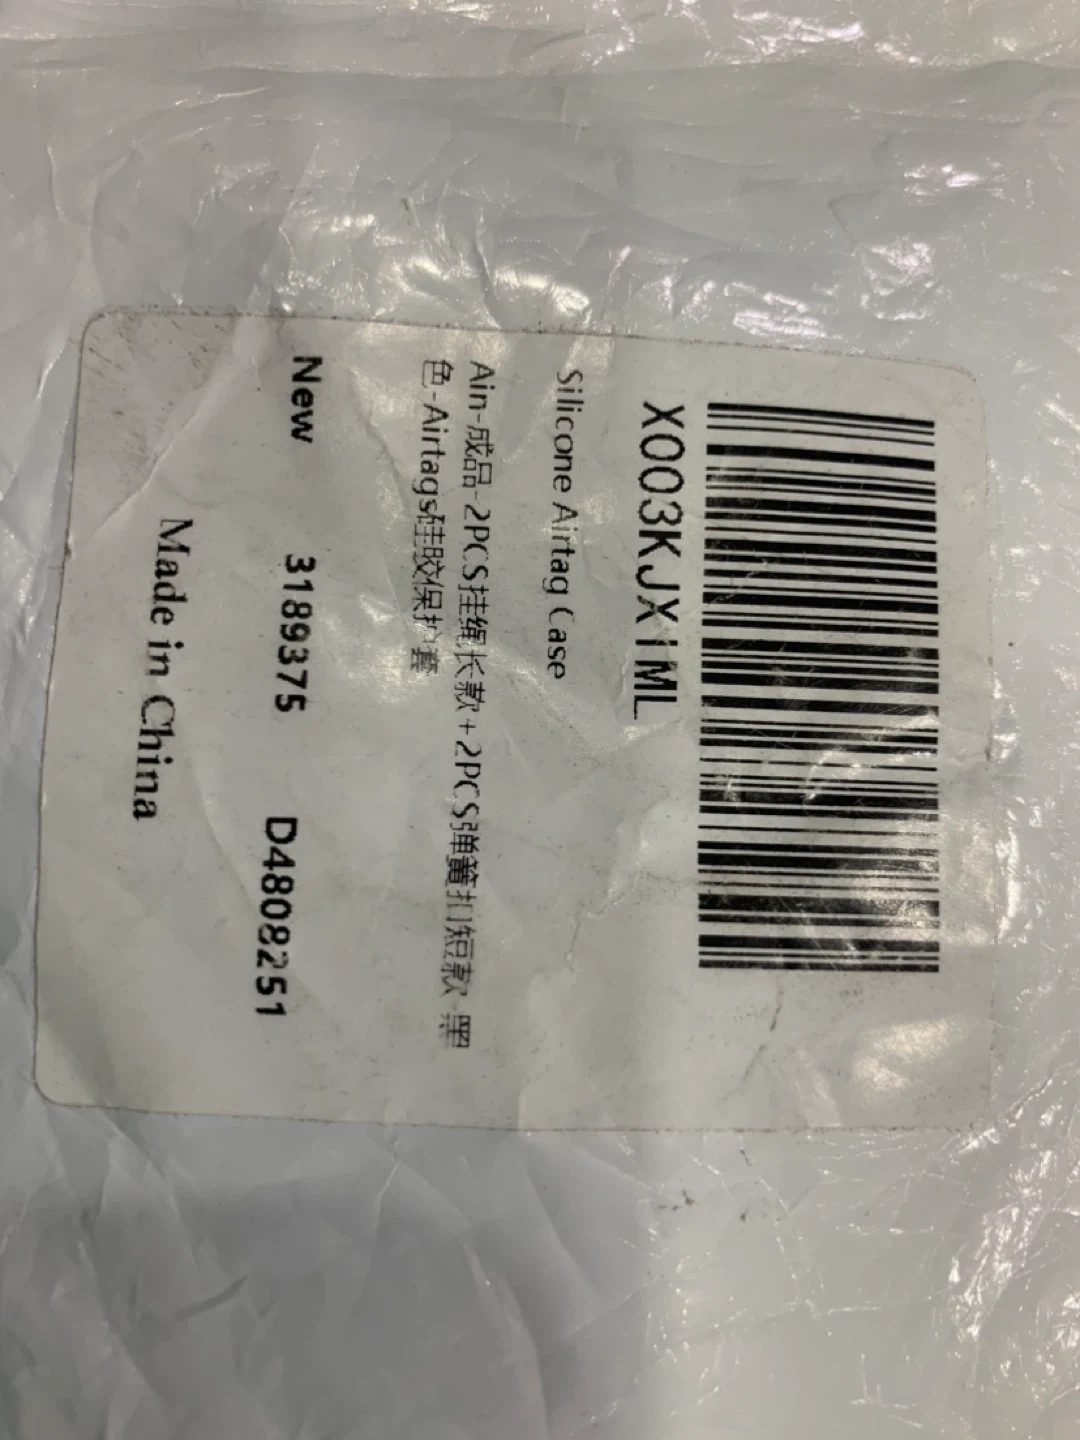 X003KJX1ML
Silicone Airtag Case
Ain-成品-2PCS挂绳长款+2PCS弹簧扣短款 黑
色-Airtags硅胶保护套
New 3189375 D4808251
Made in China